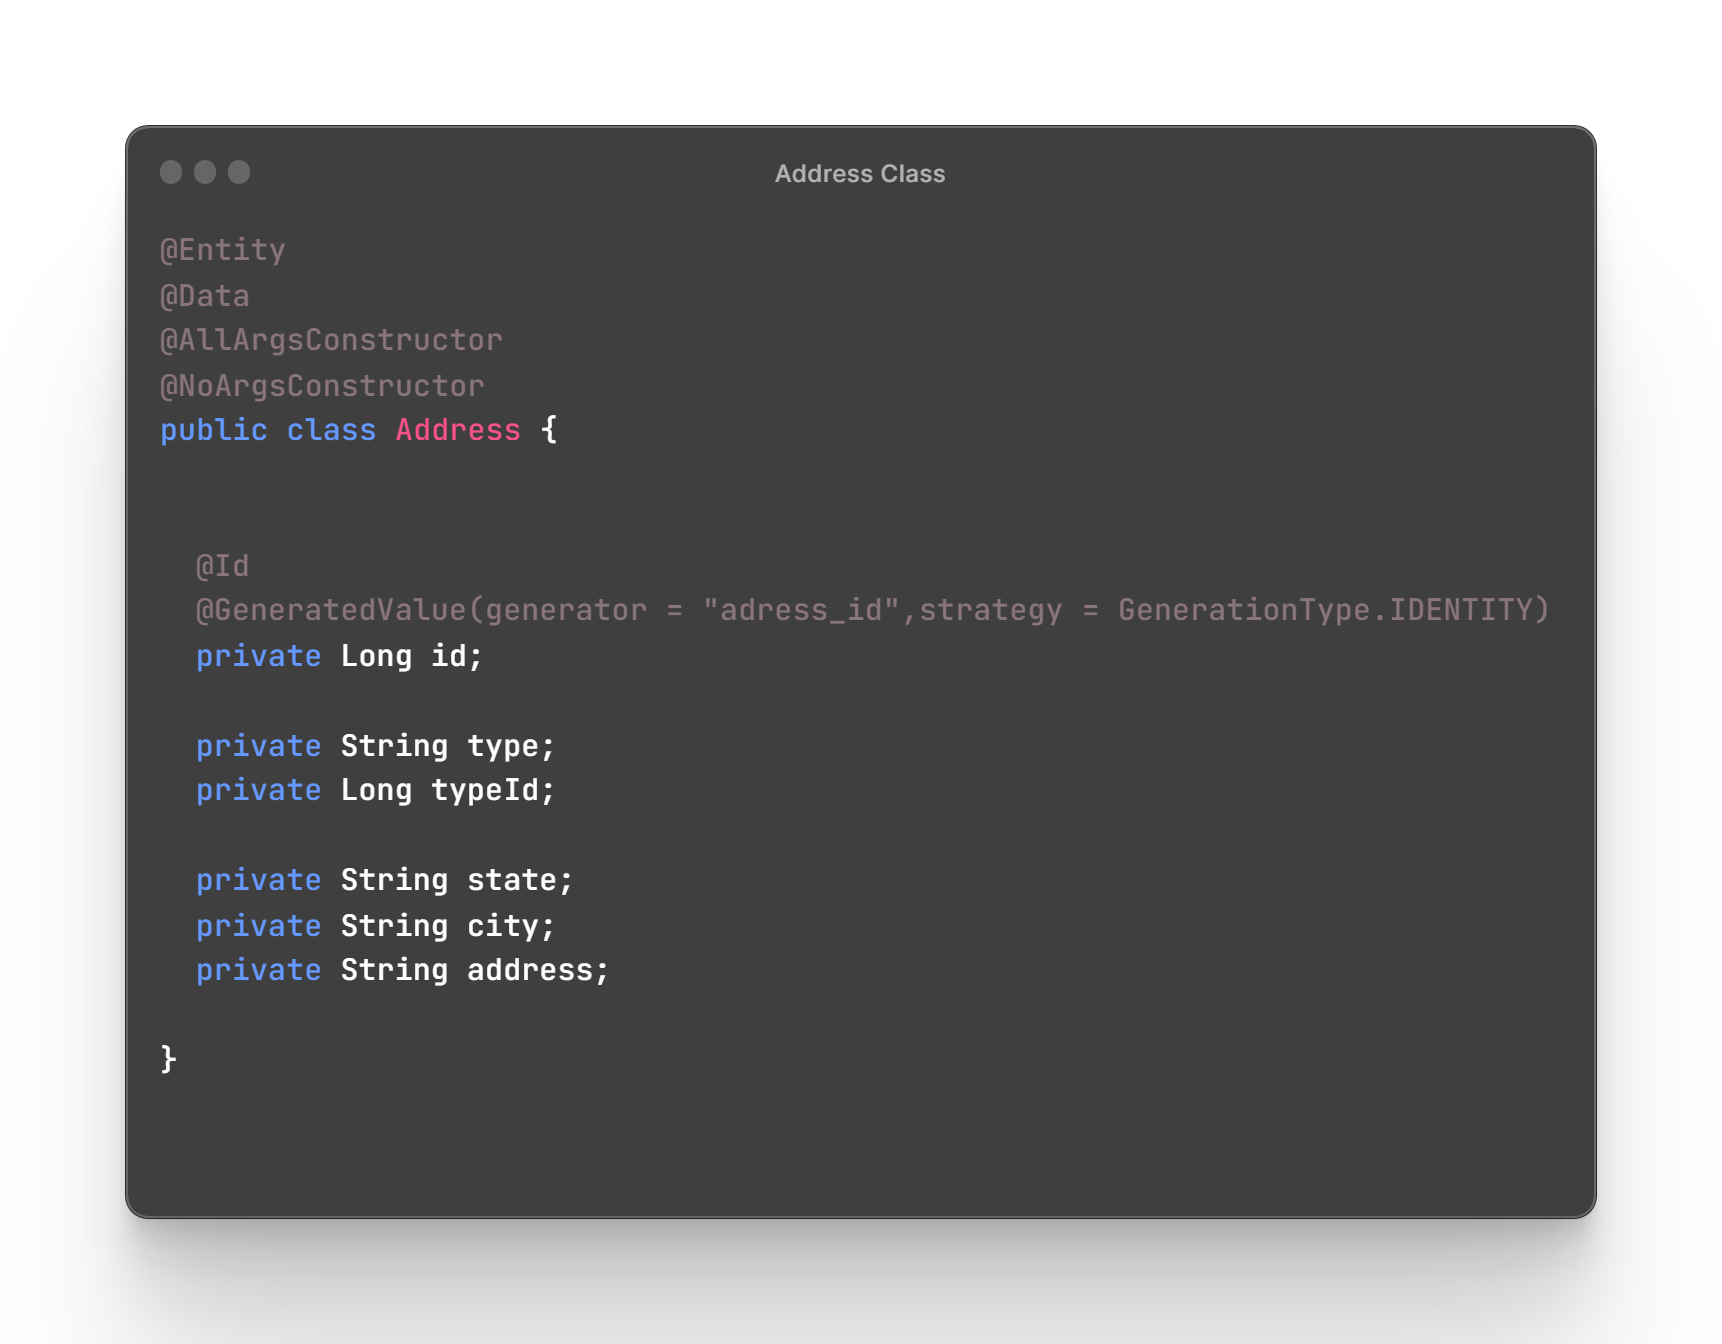 Address Class
@Entity
@Data
@AllArgsConstructor
@NoArgsConstructor
public class Address {
@Id
@GeneratedValue(generator = "adress_id",strategy = GenerationType.IDENTITY)
private Long id;
private String type;
private Long typeId;
private String state;
private String city;
private String address;
}